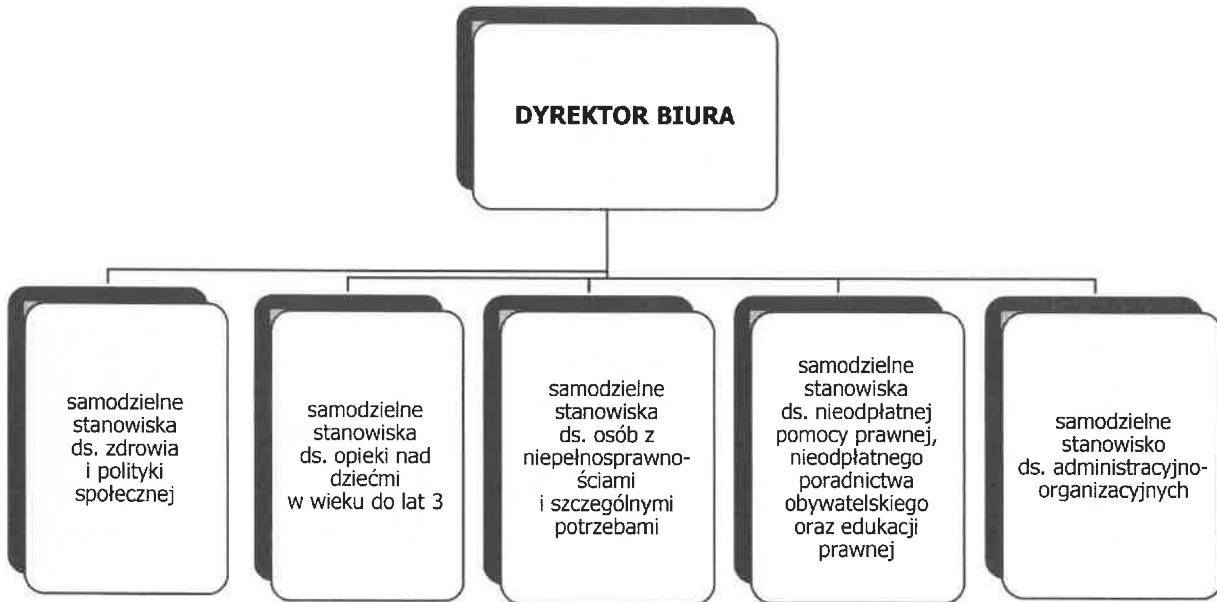 DYREKTOR BIURA
samodzielne
stanowiska
ds. zdrowia
i polityki
społecznej
samodzielne
stanowiska
ds. opieki nad
dziećmi
w wieku do lat 3
samodzielne
stanowiska
ds. osób z
niepełnosprawno-
ściami
i szczególnymi
potrzebami
samodzielne
stanowiska
ds. nieodpłatnej
pomocy prawnej,
nieodpłatnego
poradnictwa
obywatelskiego
oraz edukacji
prawnej
samodzielne
stanowisko
ds. administracyjno-
organizacyjnych